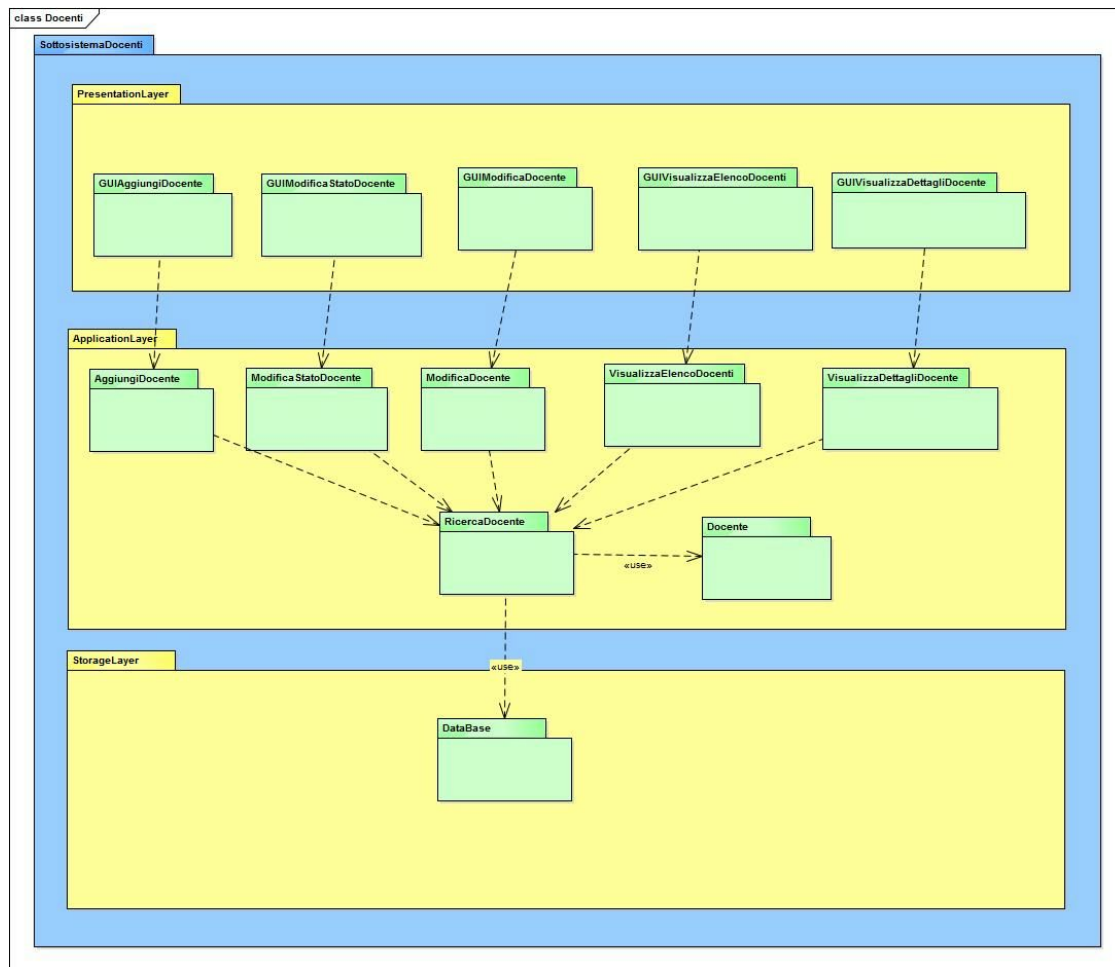 class Docenti
SottosistemaDocenti
PresentationLayer
GUIAggiungiDocente
GUIModificaStatoDocente
GUIModificaDocente
GUIVisualizzaElencoDocenti
GUIVisualizzaDettagliDocente
ApplicationLayer
AggiungiDocente
ModificaStatoDocente
ModificaDocente
VisualizzaElencoDocenti
VisualizzaDettagliDocente
RicercaDocente
Docente
«use»
StorageLayer
«use»
DataBase